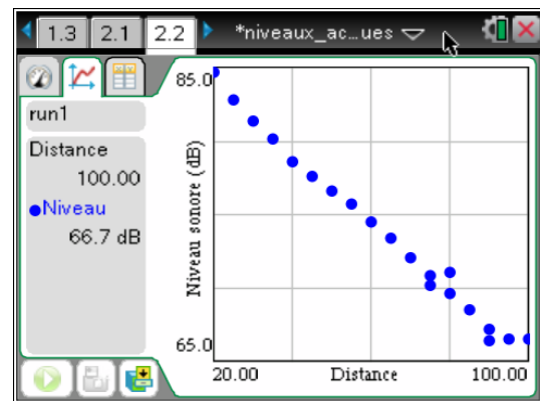 1.3 2.1 2.2 *niveaux_ac...ues
run1
Distance
100.00
Niveau
66.7 dB
85.0
Niveau sonore (dB)
65.0
20.00 Distance 100.00